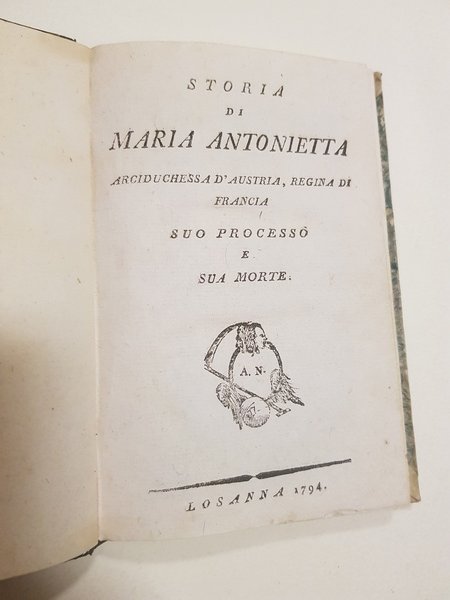 STORIA
DI
MARIA ANTONIETTA
ARCIDUCHESSA D'AUSTRIA, REGINA DI
FRANCIA
SUO PROCESSO
E
SUA MORTE.
A. N.
LOSANNA 1794.